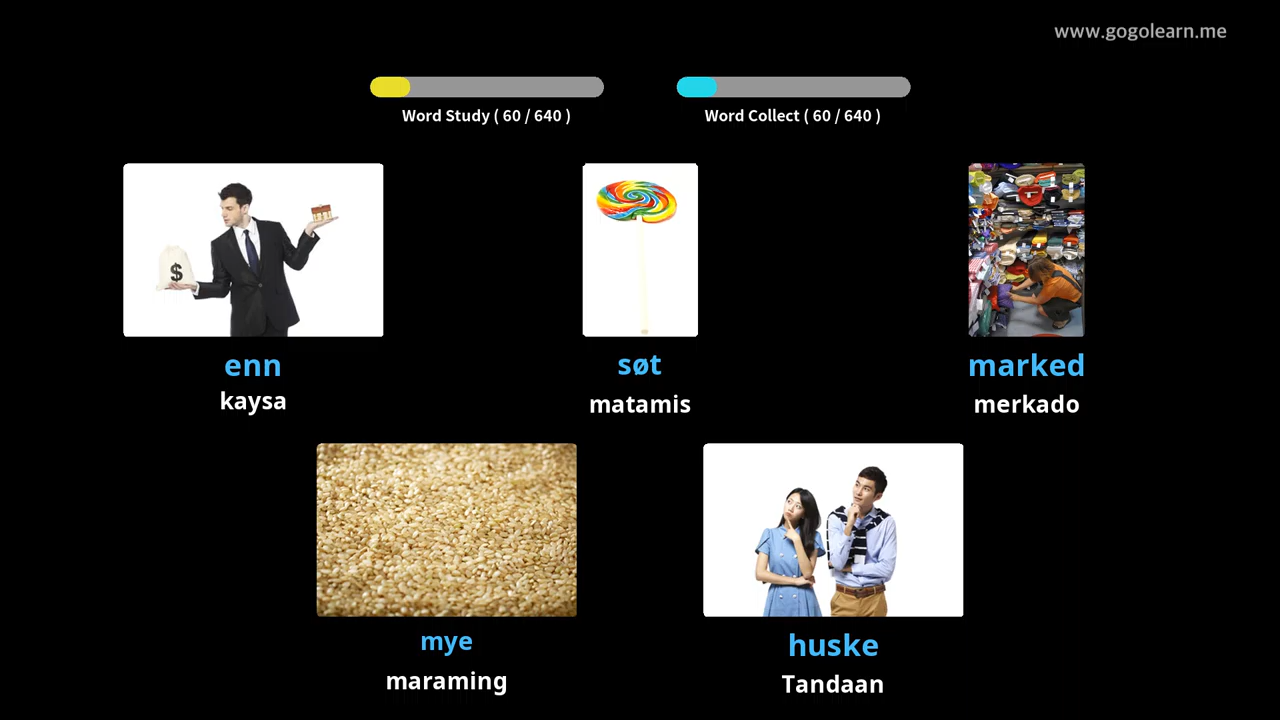 www.gogolearn.me
Word Study ( 60 / 640 )
Word Collect ( 60 / 640 )
enn
kaysa
søt
matamis
marked
merkado
mye
maraming
huske
Tandaan
$